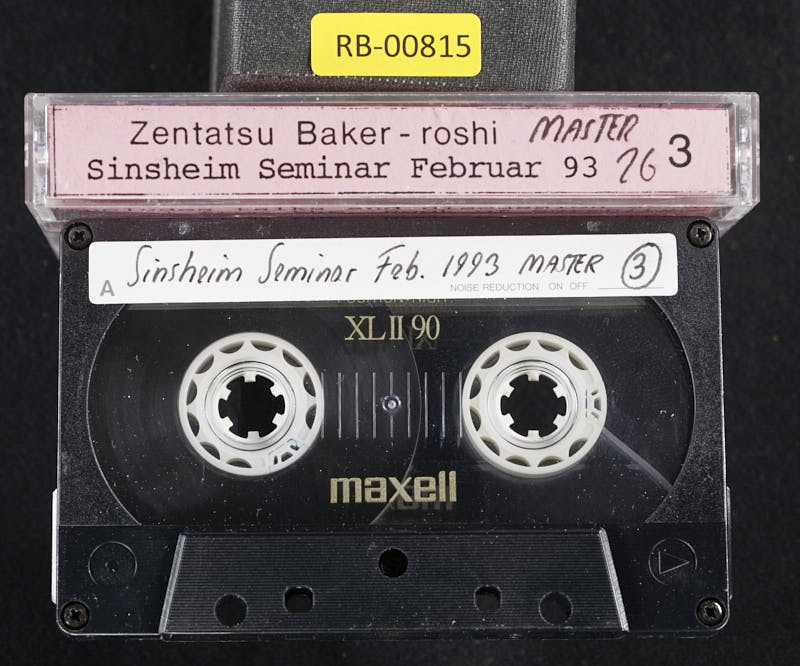 RB-00815
Zentatsu Baker-roshi MASTER
Sinsheim Seminar Februar 93 26 3
A Sinsheim Seminar Feb. 1993 MASTER 3
NOISE REDUCTION ON OFF
XLII 90
maxell